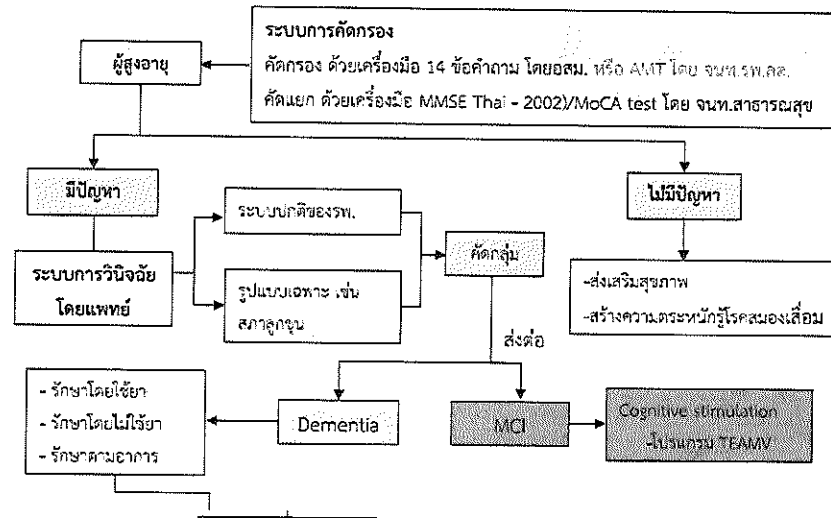 ระบบการคัดกรอง
คัดกรอง ด้วยเครื่องมือ 14 ข้อคำถาม โดยอสม. หรือ AMT โดย จนท.รพ.สต.
คัดแยก ด้วยเครื่องมือ MMSE Thai - 2002)/MoCA test โดย จนท.สาธารณสุข
ผู้สูงอายุ
มีปัญหา
ไม่มีปัญหา
ระบบการวินิจฉัย
โดยแพทย์
ระบบปกติของรพ.
รูปแบบเฉพาะ เช่น
สภาลูกขุน
คัดกลุ่ม
-ส่งเสริมสุขภาพ
-สร้างความตระหนักรู้โรคสมองเสื่อม
ส่งต่อ
- รักษาโดยใช้ยา
- รักษาโดยไม่ใช้ยา
- รักษาตามอาการ
Dementia
MCI
Cognitive stimulation
-โปรแกรม TEAMV